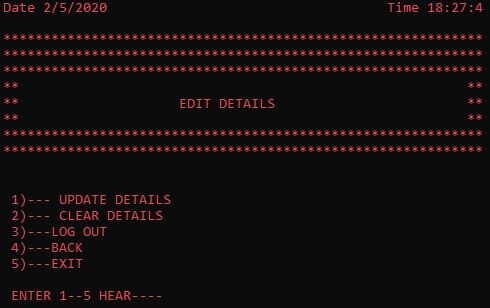 Date 2/5/2020 Time 18:27:4
************************************************************
************************************************************
************************************************************
** **
** EDIT DETAILS **
** **
************************************************************
************************************************************
1)--- UPDATE DETAILS
2)--- CLEAR DETAILS
3)---LOG OUT
4)---BACK
5)---EXIT
ENTER 1--5 HEAR----